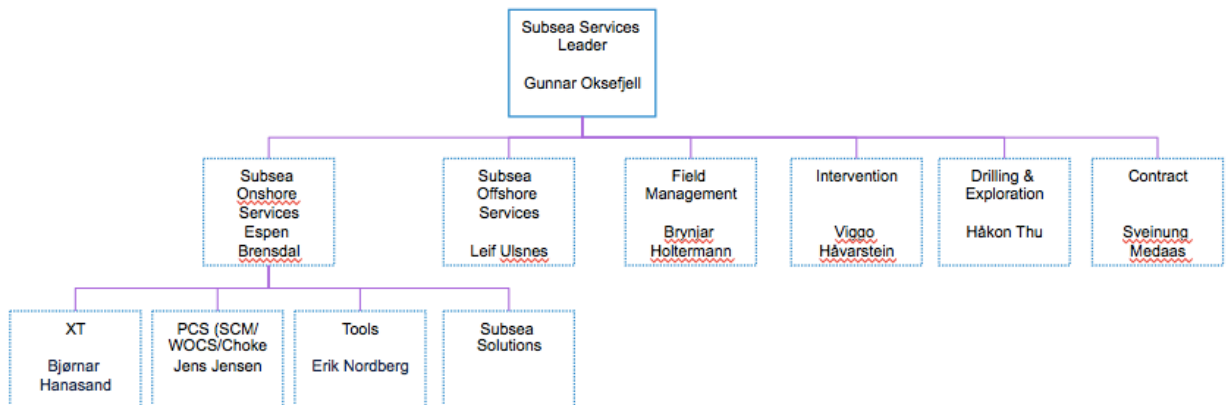 Subsea Services
Leader
Gunnar Oksefjell
Subsea
Onshore
Services
Espen
Brensdal
Subsea
Offshore
Services
Leif Ulsnes
Field
Management
Brynjar
Holtermann
Intervention
Viggo
Håvarstein
Drilling &
Exploration
Håkon Thu
Contract
Sveinung
Medaas
XT
Bjørnar
Hanasand
PCS (SCM/
WOCS/Choke
Jens Jensen
Tools
Erik Nordberg
Subsea
Solutions